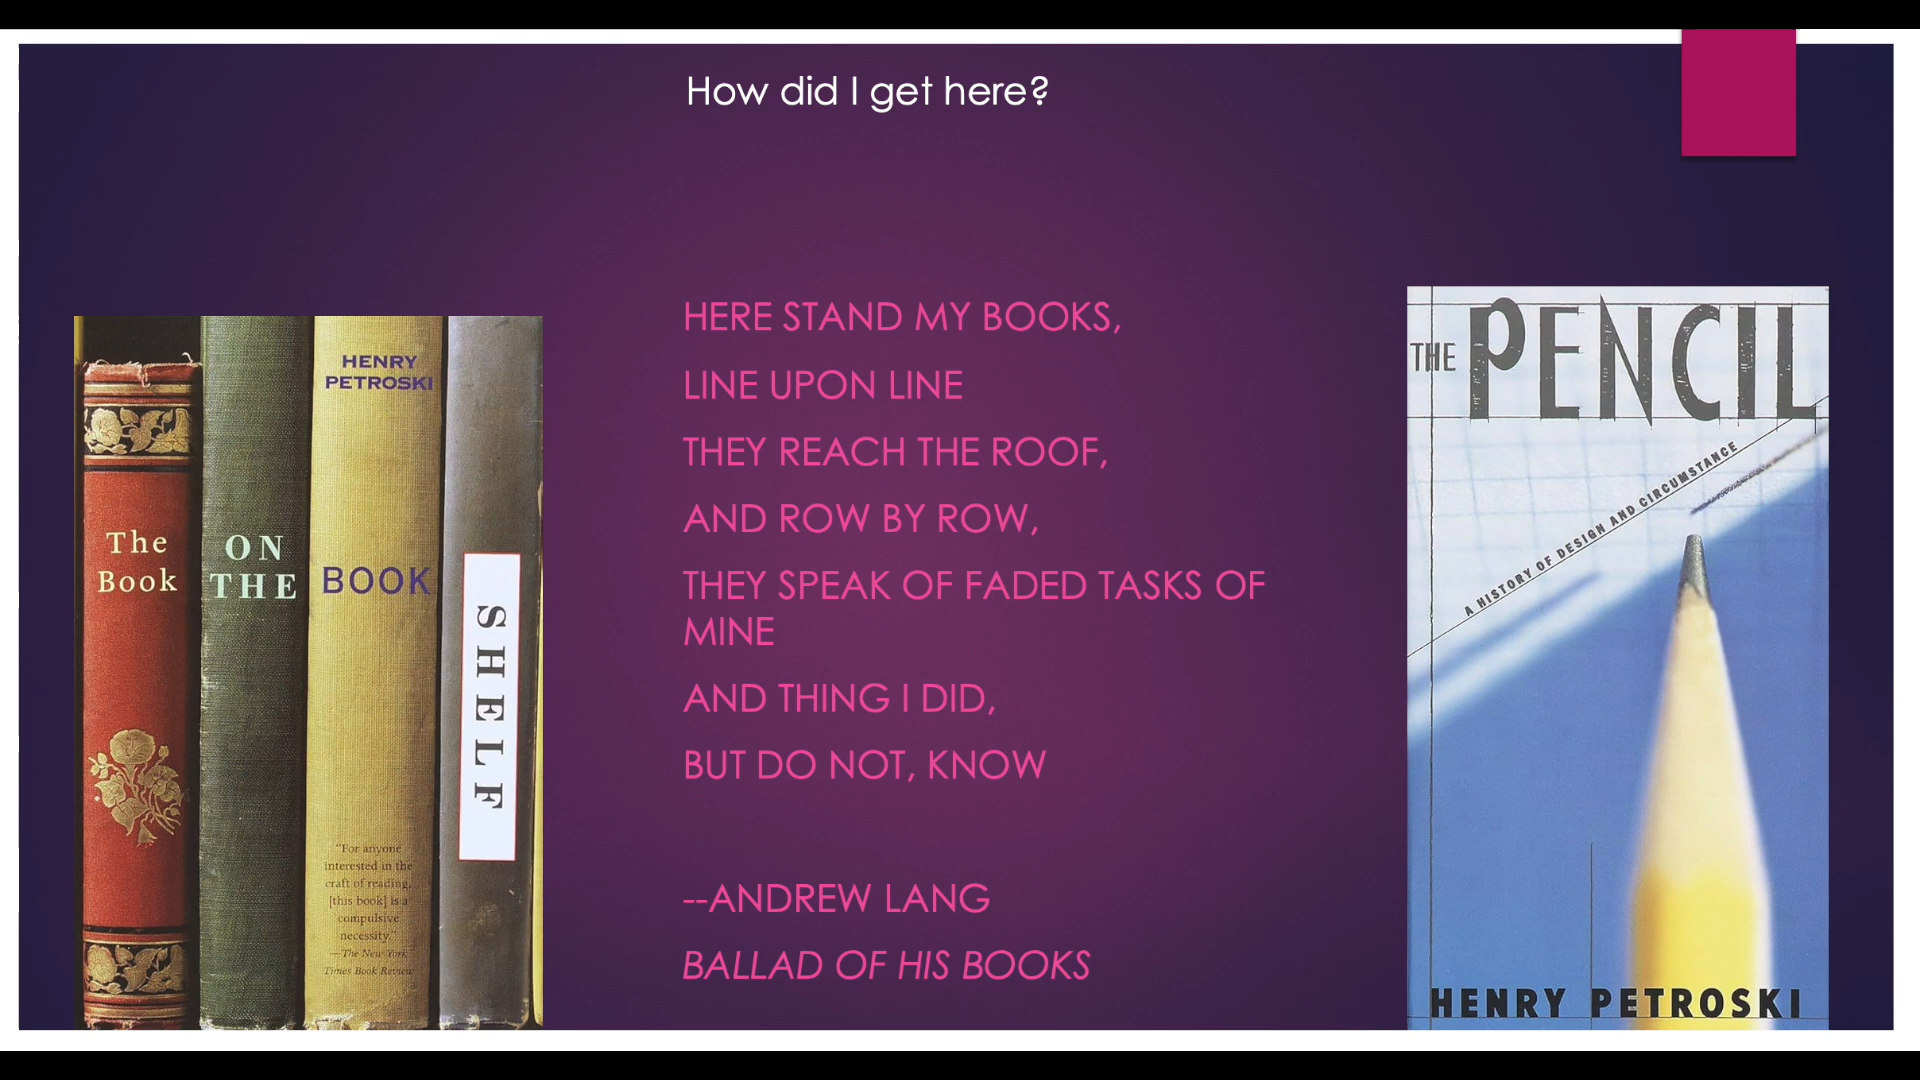 How did I get here?
The
Book
ON
THE
HENRY
PETROSKI
BOOK
"For anyone
interested in the
craft of reading,
[this book] is a
compulsive
necessity."
—The New York
Times Book Review
SHELF
HERE STAND MY BOOKS,
LINE UPON LINE
THEY REACH THE ROOF,
AND ROW BY ROW,
THEY SPEAK OF FADED TASKS OF
MINE
AND THING I DID,
BUT DO NOT, KNOW
--ANDREW LANG
BALLAD OF HIS BOOKS
THE PENCIL
A HISTORY OF DESIGN AND CIRCUMSTANCE
HENRY PETROSKI